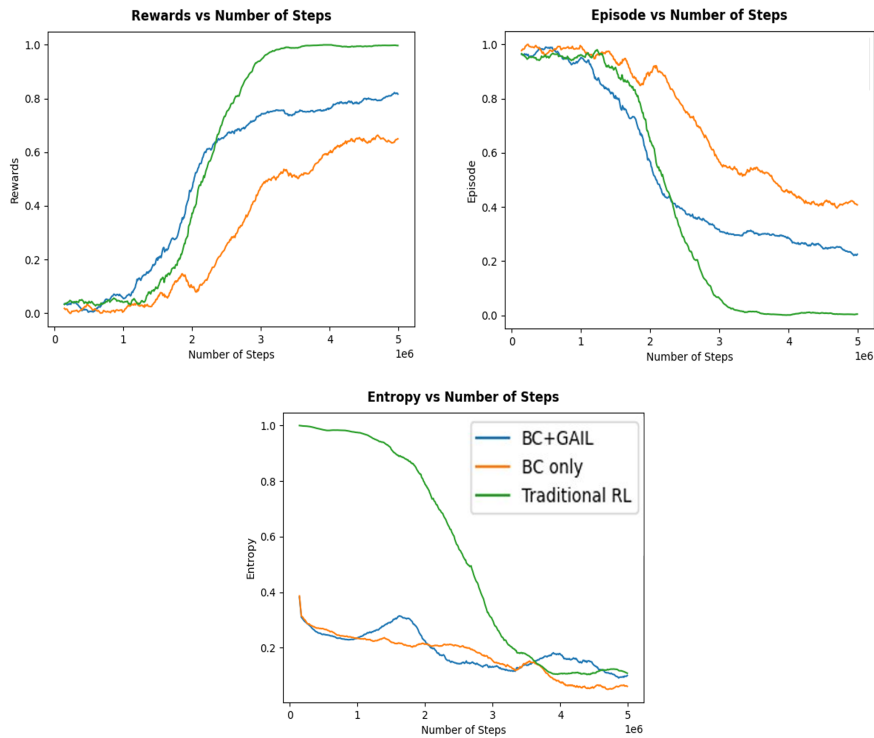 Rewards vs Number of Steps
1.0
0.8
0.6
0.4
0.2
0.0
Rewards
0 1 2 3 4 5
1e6
Number of Steps
Episode vs Number of Steps
1.0
0.8
0.6
0.4
0.2
0.0
Episode
0 1 2 3 4 5
1e6
Number of Steps
Entropy vs Number of Steps
1.0
0.8
0.6
0.4
0.2
Entropy
BC+GAIL
BC only
Traditional RL
0 1 2 3 4 5
1e6
Number of Steps